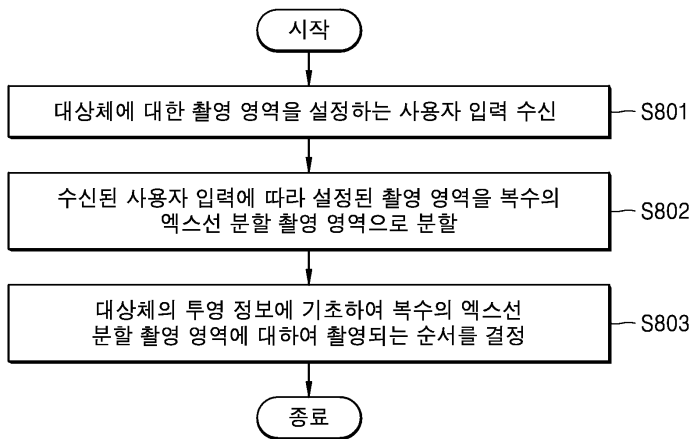 시작
대상체에 대한 촬영 영역을 설정하는 사용자 입력 수신
S801
수신된 사용자 입력에 따라 설정된 촬영 영역을 복수의
엑스선 분할 촬영 영역으로 분할
S802
대상체의 투영 정보에 기초하여 복수의 엑스선
분할 촬영 영역에 대하여 촬영되는 순서를 결정
S803
종료